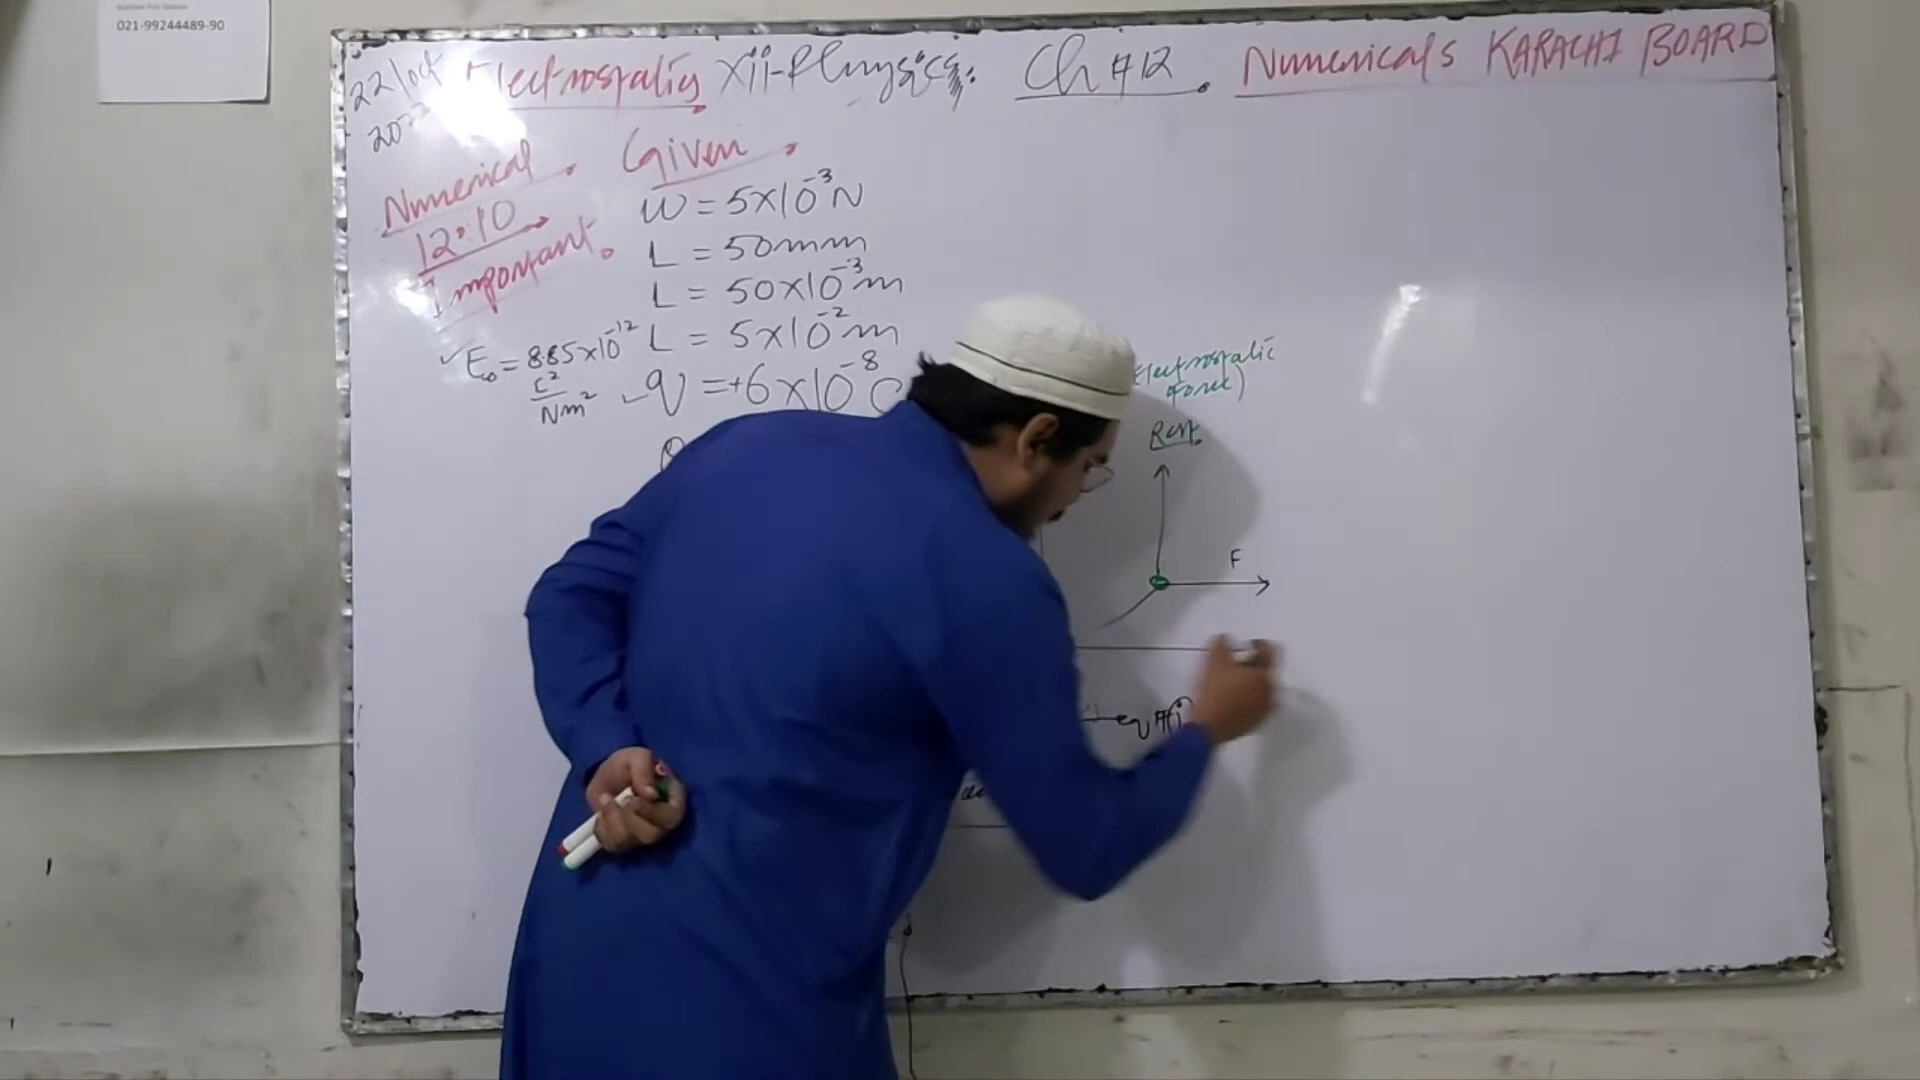 021-99244489-90
22/Oct
2022
Electrostatics XII-Physics: Ch#12. Numericals KARACHI BOARD
Numerical
12.10
Important.
Given
W = 5×10⁻³N
L = 50mm
L = 50×10⁻³m
L = 5×10⁻²m
E₀ = 8.85×10⁻¹²
C²
Nm²
q = +6×10⁻⁸C
Electrostatic
force)
F